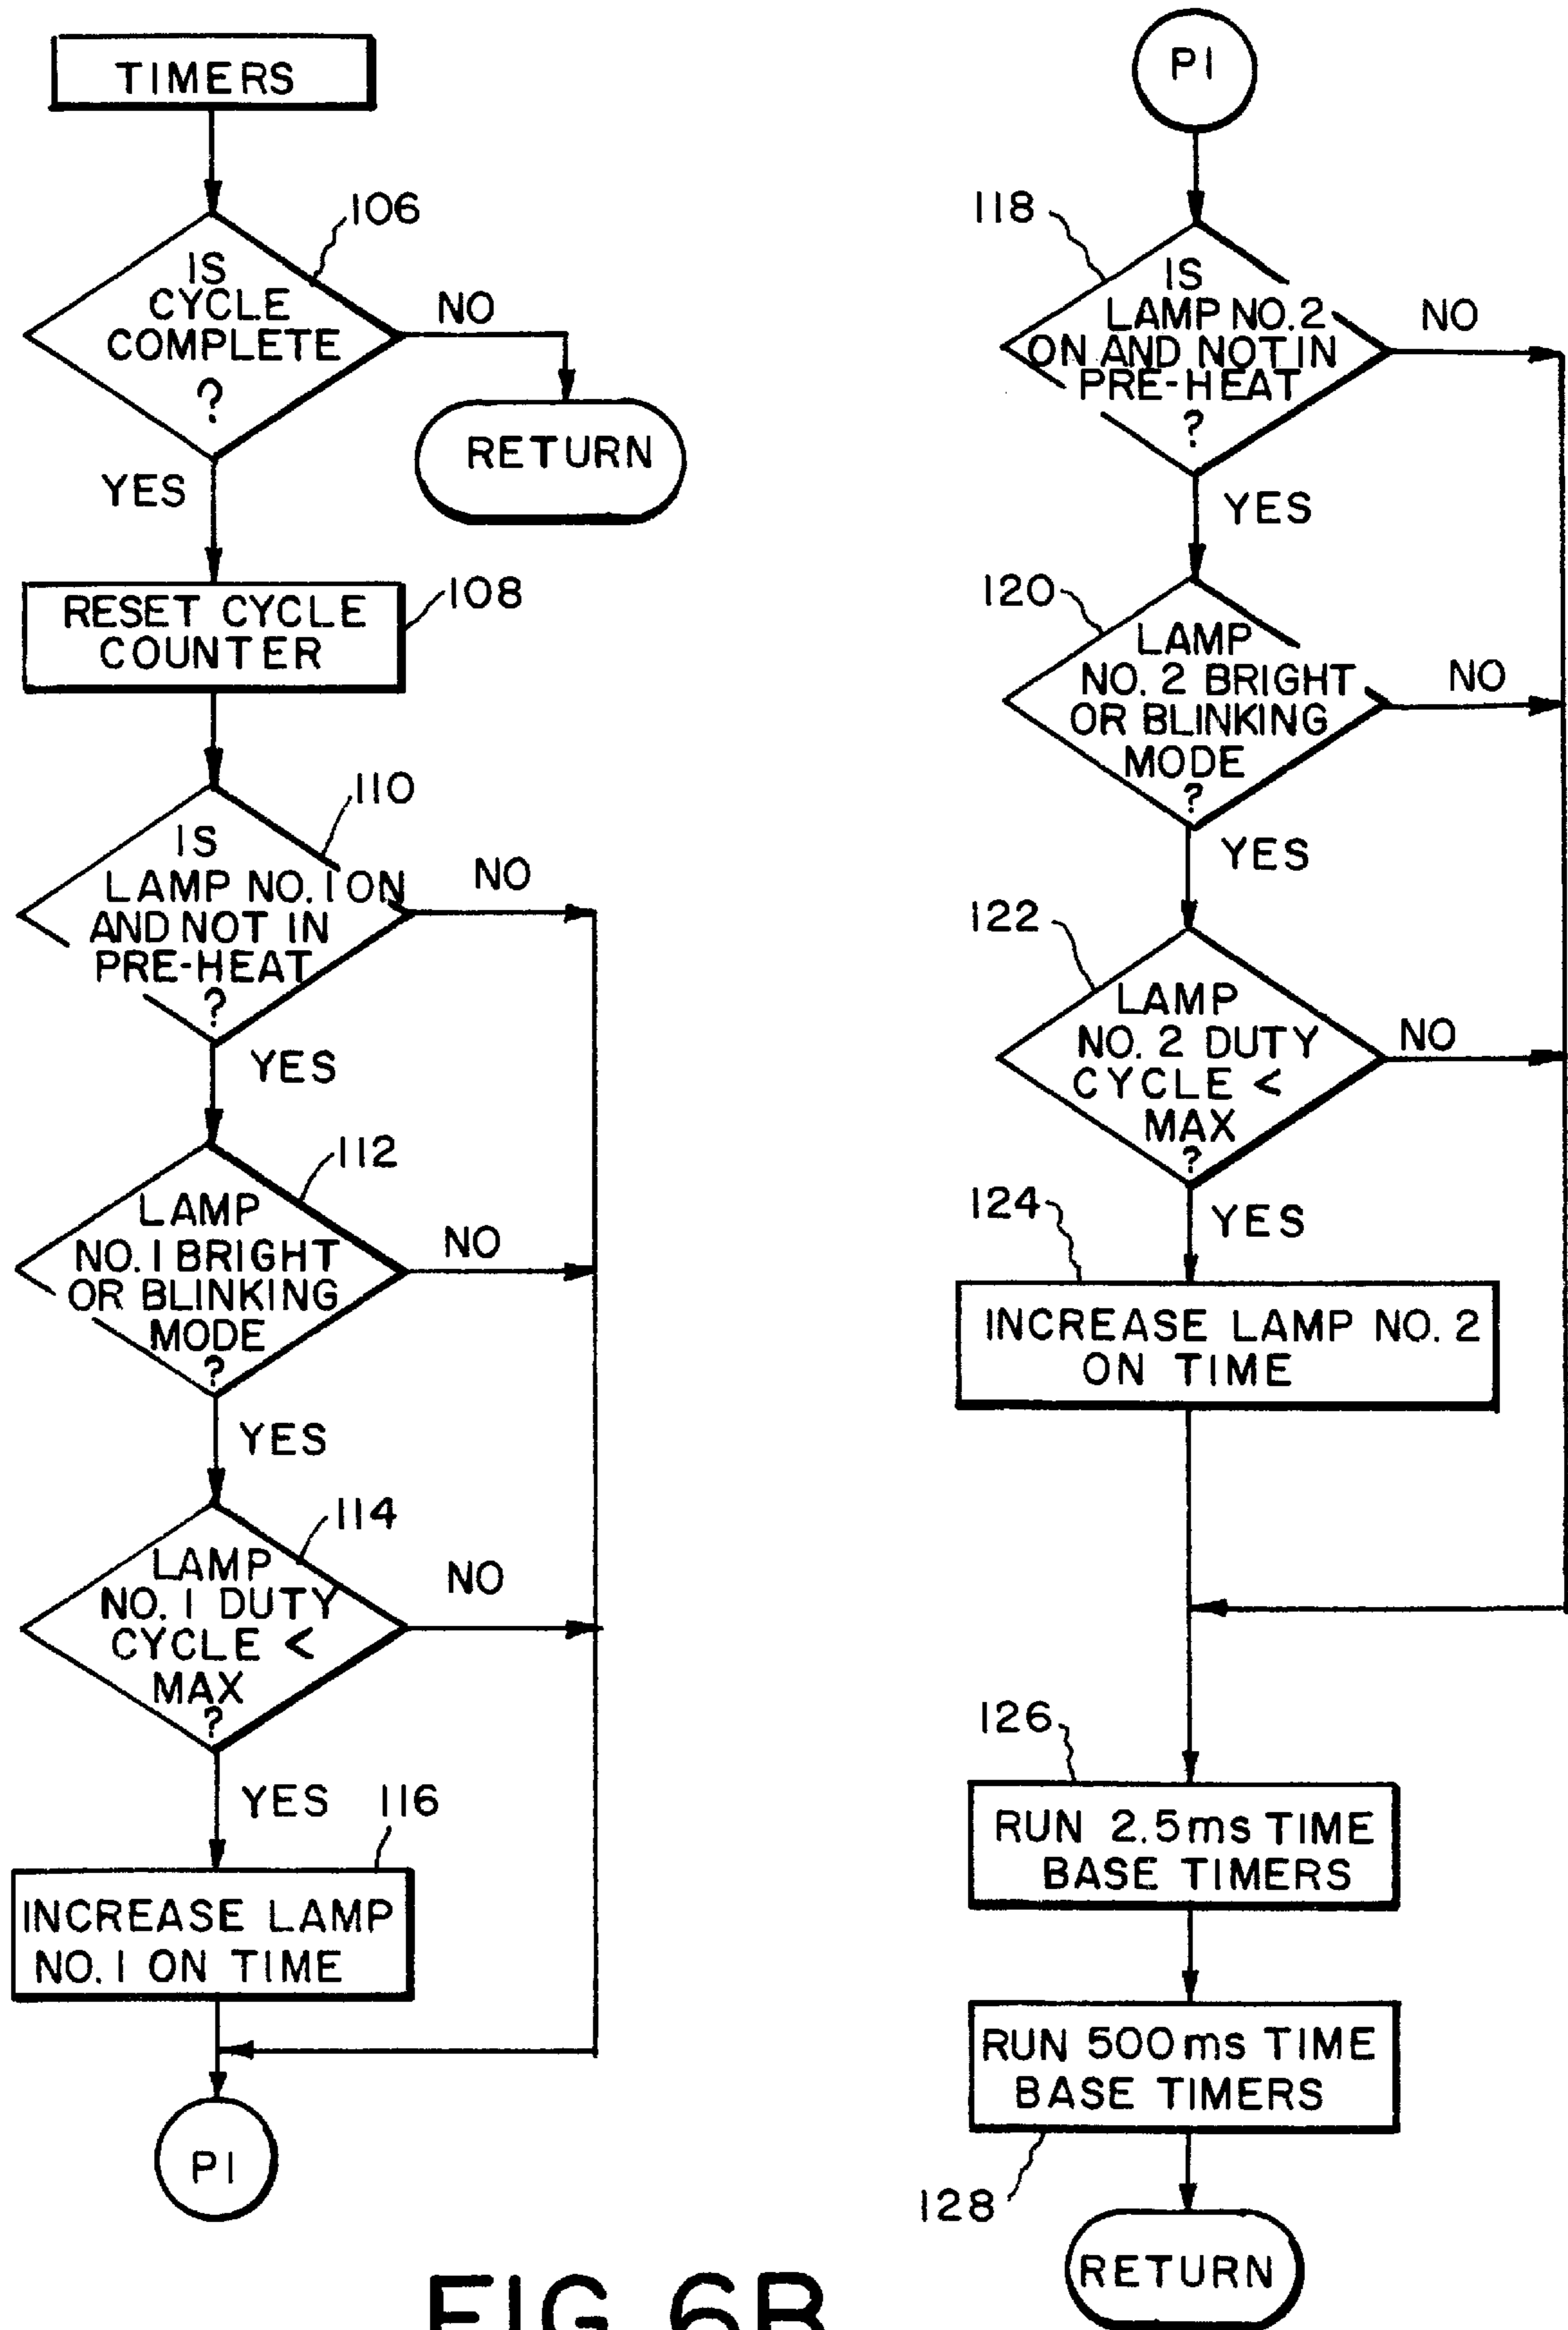 TIMERS
106
IS
CYCLE
COMPLETE
?
NO
RETURN
YES
RESET CYCLE
COUNTER
108
110
IS
LAMP NO. 1 ON
AND NOT IN
PRE-HEAT
?
NO
YES
112
LAMP
NO. 1 BRIGHT
OR BLINKING
MODE
?
NO
YES
114
LAMP
NO. 1 DUTY
CYCLE <
MAX
?
NO
YES
116
INCREASE LAMP
NO. 1 ON TIME
P1
P1
118
IS
LAMP NO. 2
ON AND NOT IN
PRE-HEAT
?
NO
YES
120
LAMP
NO. 2 BRIGHT
OR BLINKING
MODE
?
NO
YES
122
LAMP
NO. 2 DUTY
CYCLE <
MAX
?
NO
YES
124
INCREASE LAMP NO. 2
ON TIME
126
RUN 2.5ms TIME
BASE TIMERS
RUN 500ms TIME
BASE TIMERS
128
RETURN
FIG. 6B